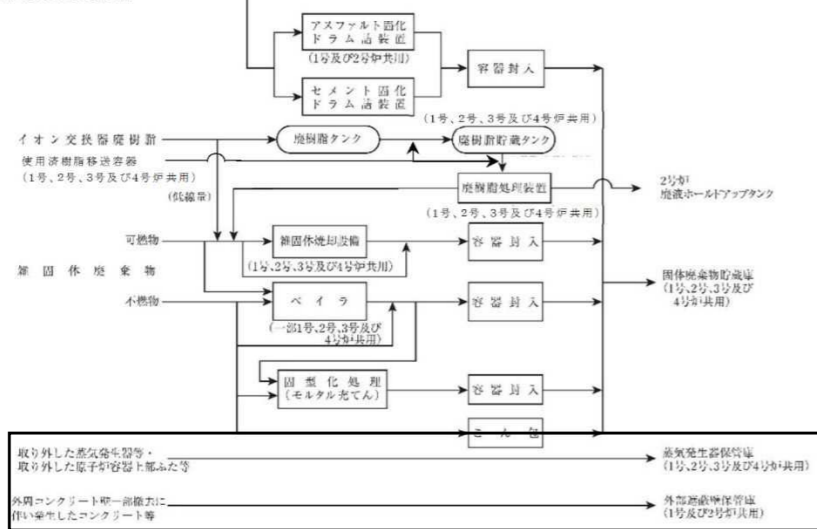 アスファルト固化
ドラム詰装置
(1号及び2号炉共用)
容器封入
セメント固化
ドラム詰装置
(1号、2号、3号及び4号炉共用)
イオン交換器廃樹脂
廃樹脂タンク
廃樹脂貯蔵タンク
使用済樹脂移送容器
(1号、2号、3号及び4号炉共用)
(低線量)
廃樹脂処理装置
2号炉
廃液ホールドアップタンク
(1号、2号、3号及び4号炉共用)
可燃物
雑固体焼却設備
容器封入
(1号、2号、3号及び4号炉共用)
雑固体廃棄物
固体廃棄物貯蔵庫
(1号、2号、3号及び
4号炉共用)
不燃物
ベイラ
容器封入
(一部1号、2号、3号及び
4号炉共用)
固型化処理
(モルタル充てん)
容器封入
こん包
取り外した蒸気発生器等・
取り外した原子炉容器上部ふた等
蒸気発生器保管庫
(1号、2号、3号及び4号炉共用)
外周コンクリート壁一部撤去に
伴い発生したコンクリート等
外部遮蔽壁保管庫
(1号及び2号炉共用)